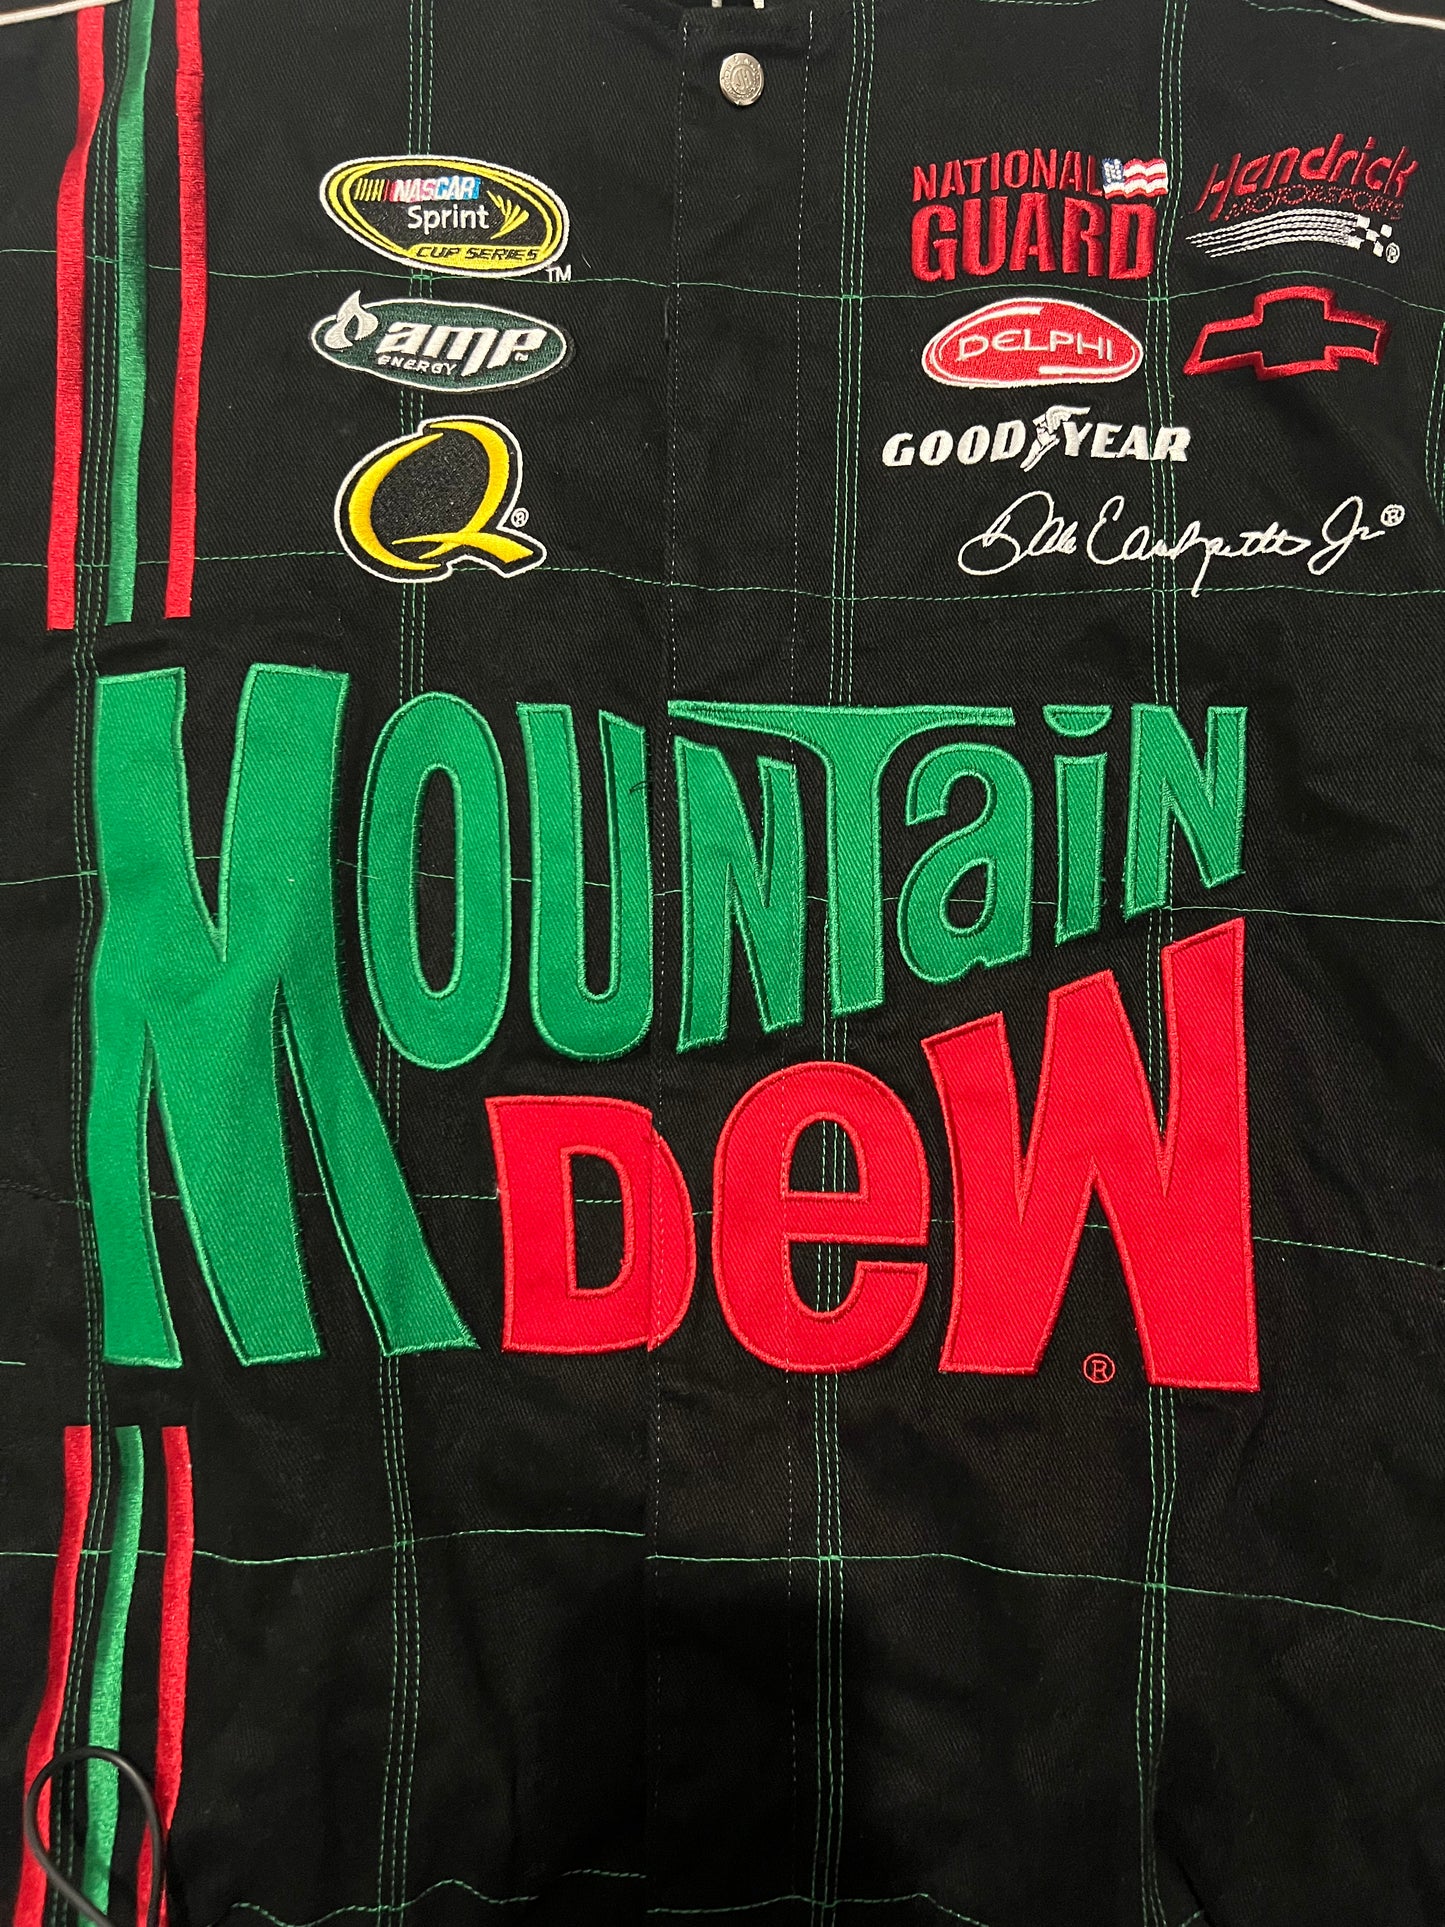 NASCAR
Sprint
CUP SERIES
TM
amp
ENERGY
Q®
NATIONAL
GUARD
Hendrick
MOTORSPORTS
®
DELPHI
GOODYEAR
Dale Earnhardt Jr®
MOUNTaiN
DeW®